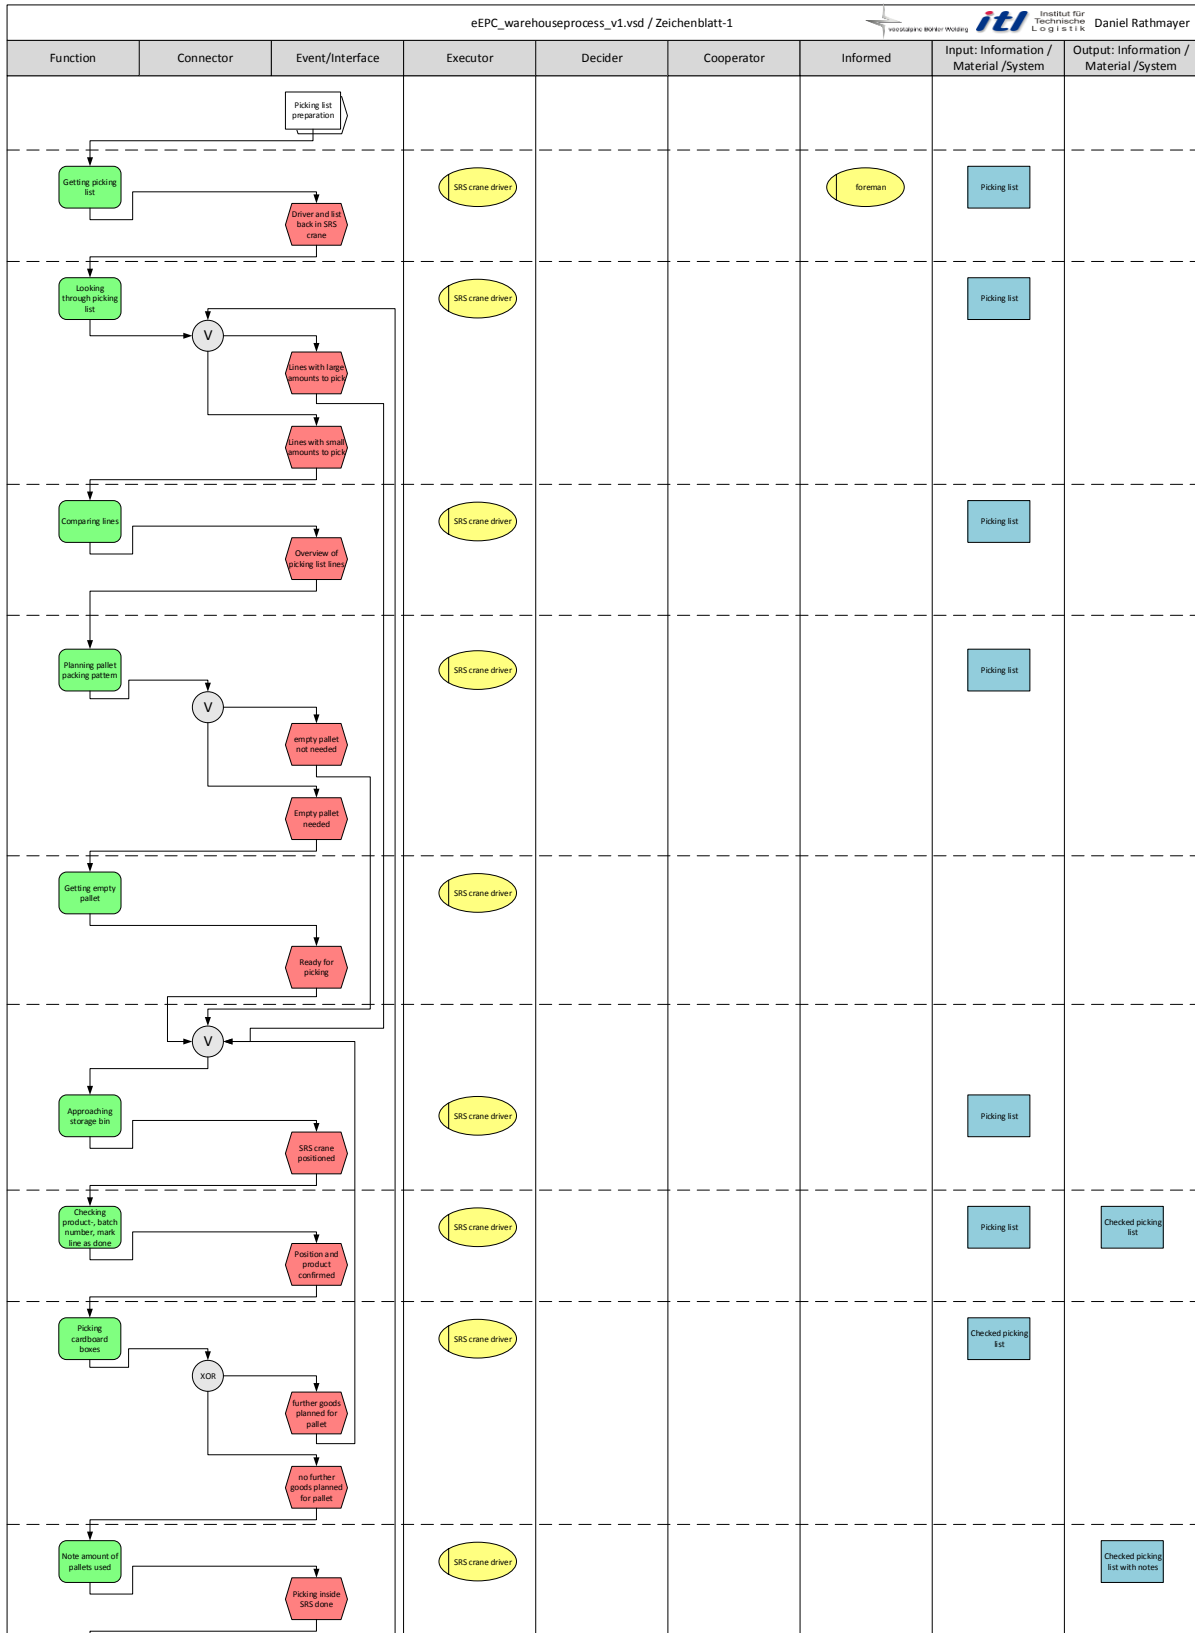 eEPC_warehouseprocess_v1.vsd / Zeichenblatt-1
voestalpine Böhler Welding
itl
Institut für
Technische
Logistik
Daniel Rathmayer
Function
Connector
Event/Interface
Executor
Decider
Cooperator
Informed
Input: Information /
Material /System
Output: Information /
Material /System
Picking list
preparation
Getting picking
list
Driver and list
back in SRS
crane
SRS crane driver
foreman
Picking list
Looking
through picking
list
V
Lines with large
amounts to pick
Lines with small
amounts to pick
SRS crane driver
Picking list
Comparing lines
Overview of
picking list lines
SRS crane driver
Picking list
Planning pallet
packing pattern
V
empty pallet
not needed
Empty pallet
needed
SRS crane driver
Picking list
Getting empty
pallet
Ready for
picking
SRS crane driver
V
Approaching
storage bin
SRS crane
positioned
SRS crane driver
Picking list
Checking
product-, batch
number, mark
line as done
Position and
product
confirmed
SRS crane driver
Picking list
Checked picking
list
Picking
cardboard
boxes
XOR
further goods
planned for
pallet
no further
goods planned
for pallet
SRS crane driver
Checked picking
list
Note amount of
pallets used
Picking inside
SRS done
SRS crane driver
Checked picking
list with notes